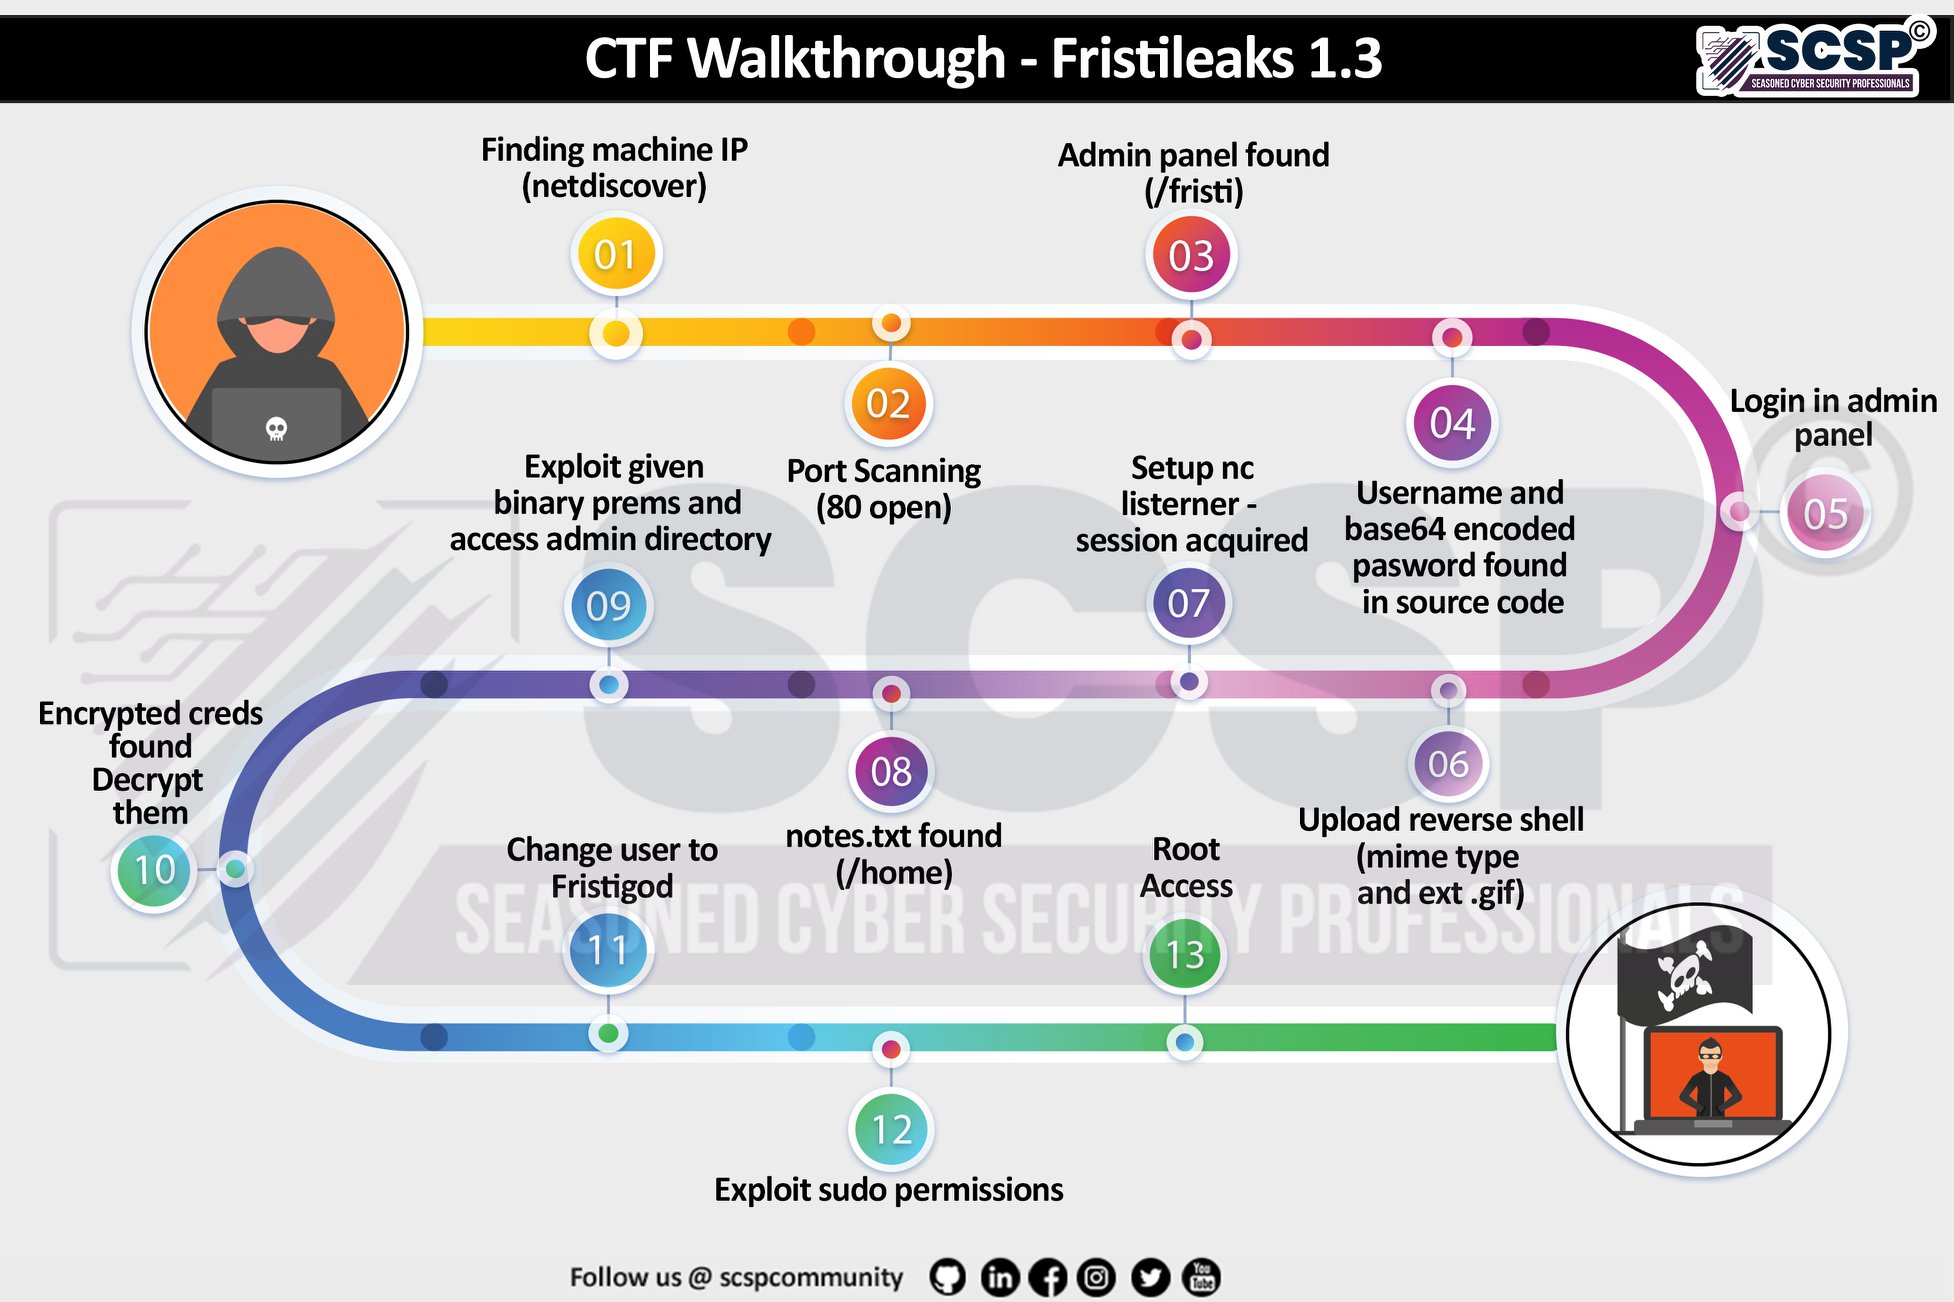 CTF Walkthrough - Fristileaks 1.3
SCSP©
SEASONED CYBER SECURITY PROFESSIONALS
Finding machine IP
(netdiscover)
01
Port Scanning
(80 open)
02
Admin panel found
(/fristi)
03
04
Username and
base64 encoded
pasword found
in source code
Login in admin
panel
05
06
Upload reverse shell
(mime type
and ext .gif)
Setup nc
listerner -
session acquired
07
08
notes.txt found
(/home)
Exploit given
binary prems and
access admin directory
09
Encrypted creds
found
Decrypt
them
10
Change user to
Fristigod
11
12
Exploit sudo permissions
Root
Access
13
SCSP©
SEASONED CYBER SECURITY PROFESSIONALS
Follow us @ scspcommunity
in
You
Tube